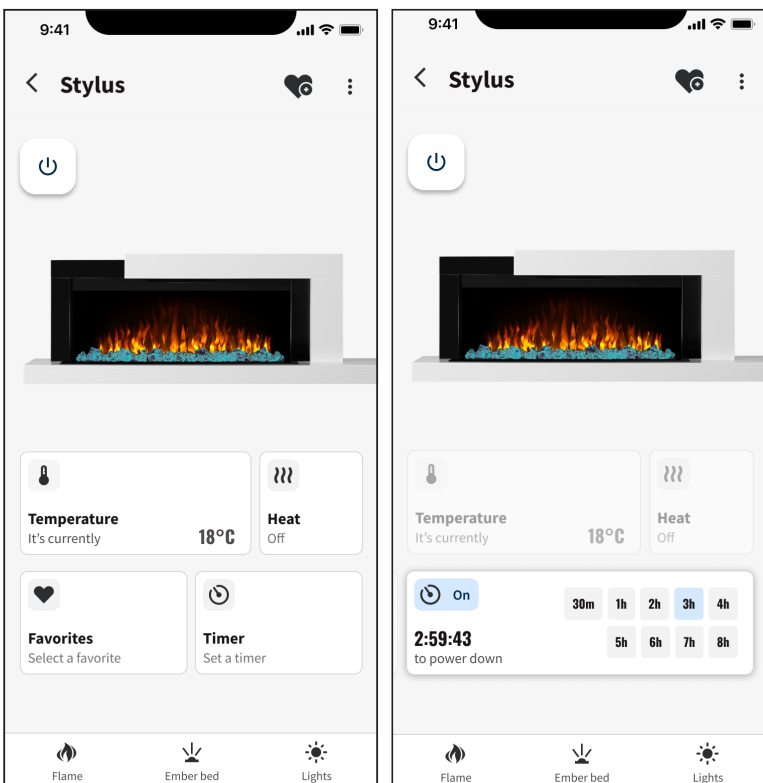 9:41
Stylus
Temperature
It's currently
18°C
Heat
Off
Favorites
Select a favorite
Timer
Set a timer
Flame
Ember bed
Lights
9:41
Stylus
Temperature
It's currently
18°C
Heat
Off
On
2:59:43
to power down
30m 1h 2h 3h 4h
5h 6h 7h 8h
Flame
Ember bed
Lights